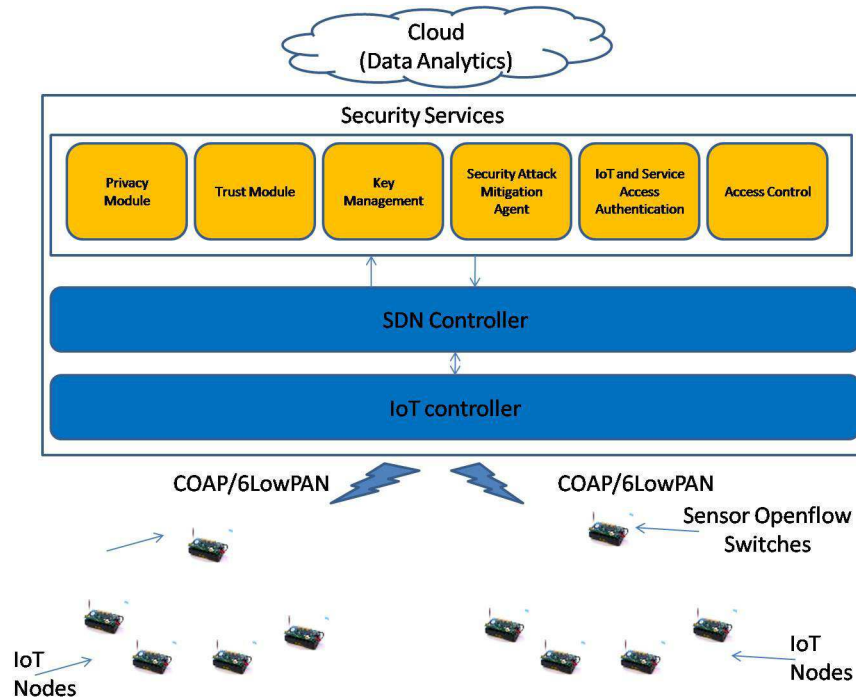 Cloud
(Data Analytics)
Security Services
Privacy
Module
Trust Module
Key
Management
Security Attack
Mitigation
Agent
IoT and Service
Access
Authentication
Access Control
SDN Controller
IoT controller
COAP/6LowPAN
COAP/6LowPAN
Sensor Openflow
Switches
IoT
Nodes
IoT
Nodes